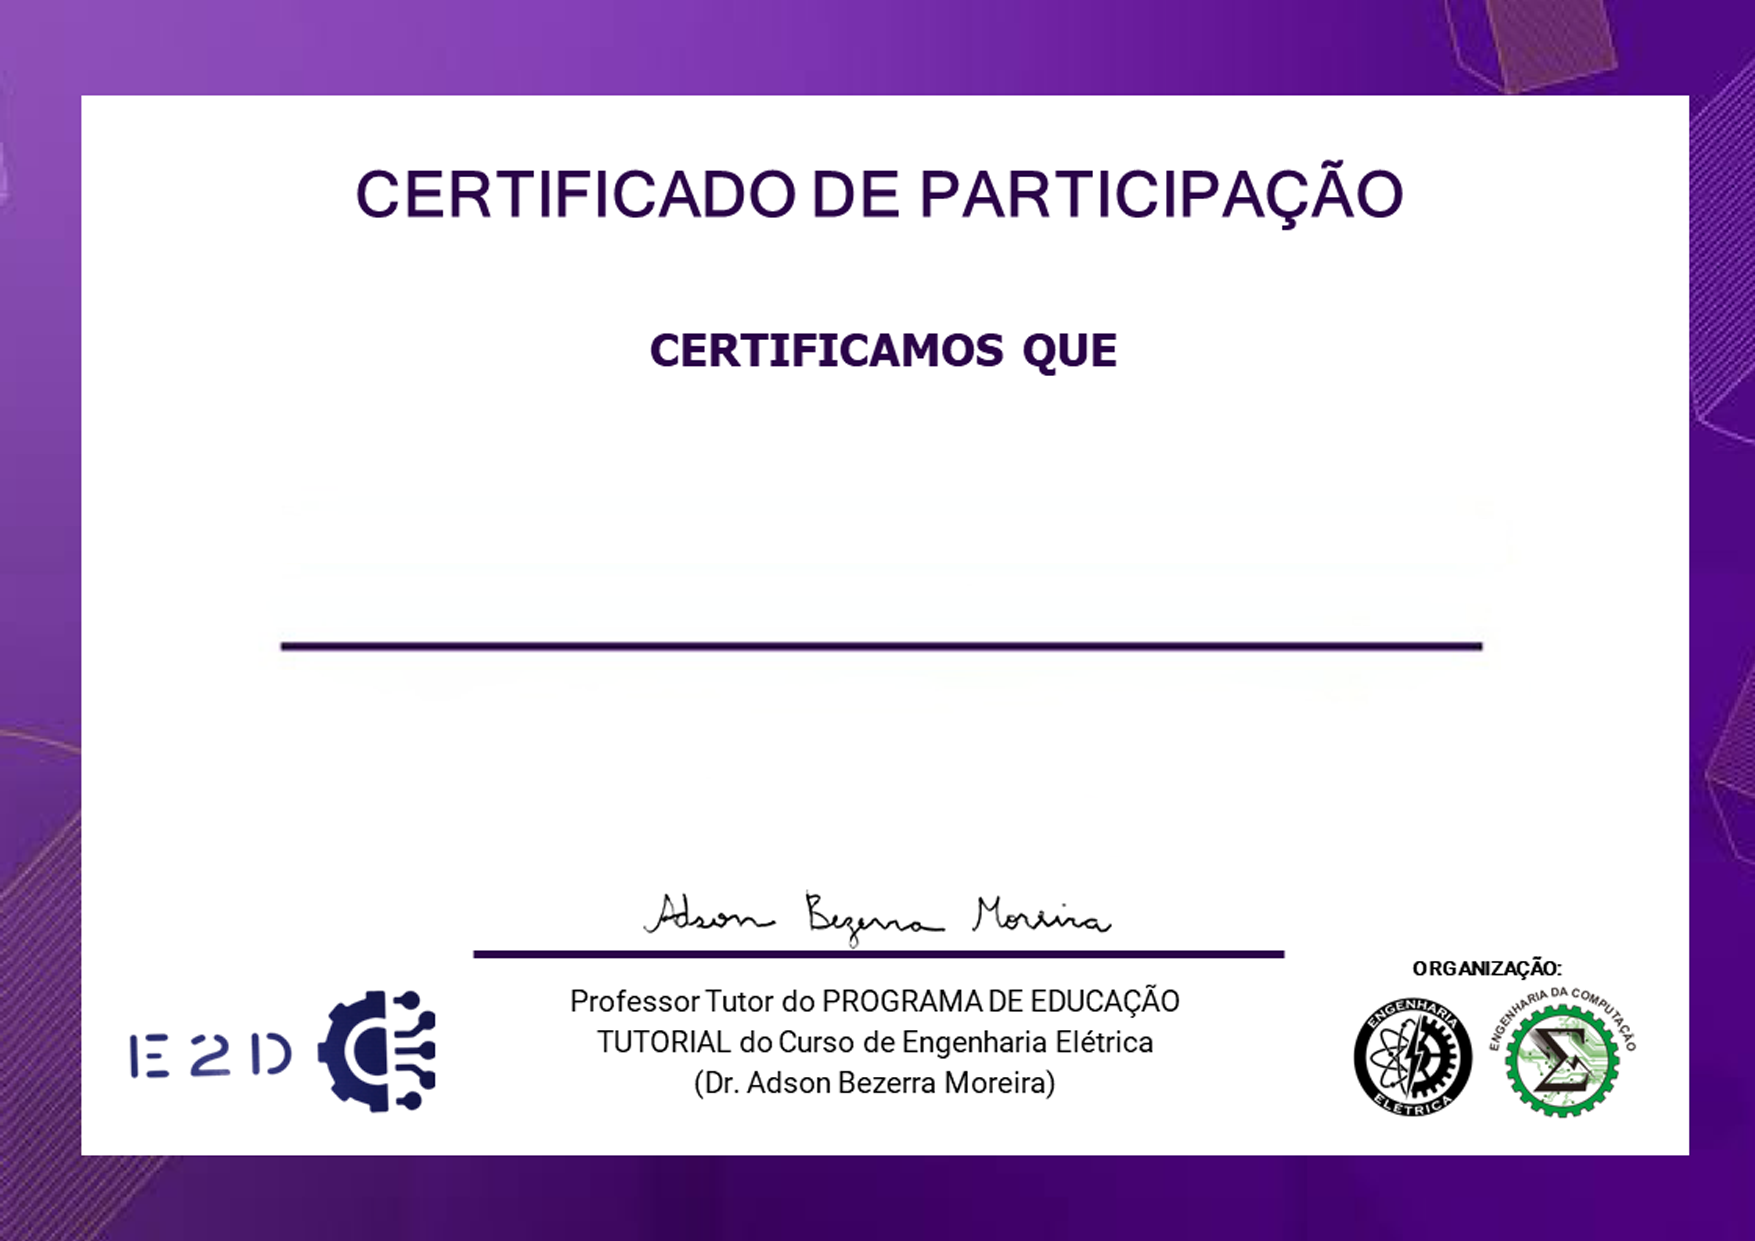 CERTIFICADO DE PARTICIPAÇÃO
CERTIFICAMOS QUE
Adson Bezerra Moreira
Professor Tutor do PROGRAMA DE EDUCAÇÃO
TUTORIAL do Curso de Engenharia Elétrica
(Dr. Adson Bezerra Moreira)
E2D
ORGANIZAÇÃO:
ENGENHARIA
ELÉTRICA
ENGENHARIA DA COMPUTAÇÃO